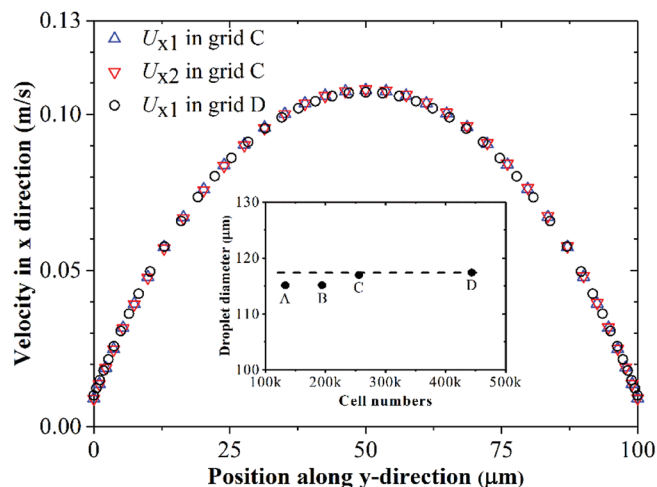 0.13
0.10
0.05
0.00
Velocity in x direction (m/s)
△ Ux1 in grid C
▽ Ux2 in grid C
○ Ux1 in grid D
130
120
110
100
Droplet diameter (μm)
A
B
C
D
100k 200k 300k 400k 500k
Cell numbers
0 25 50 75 100
Position along y-direction (μm)